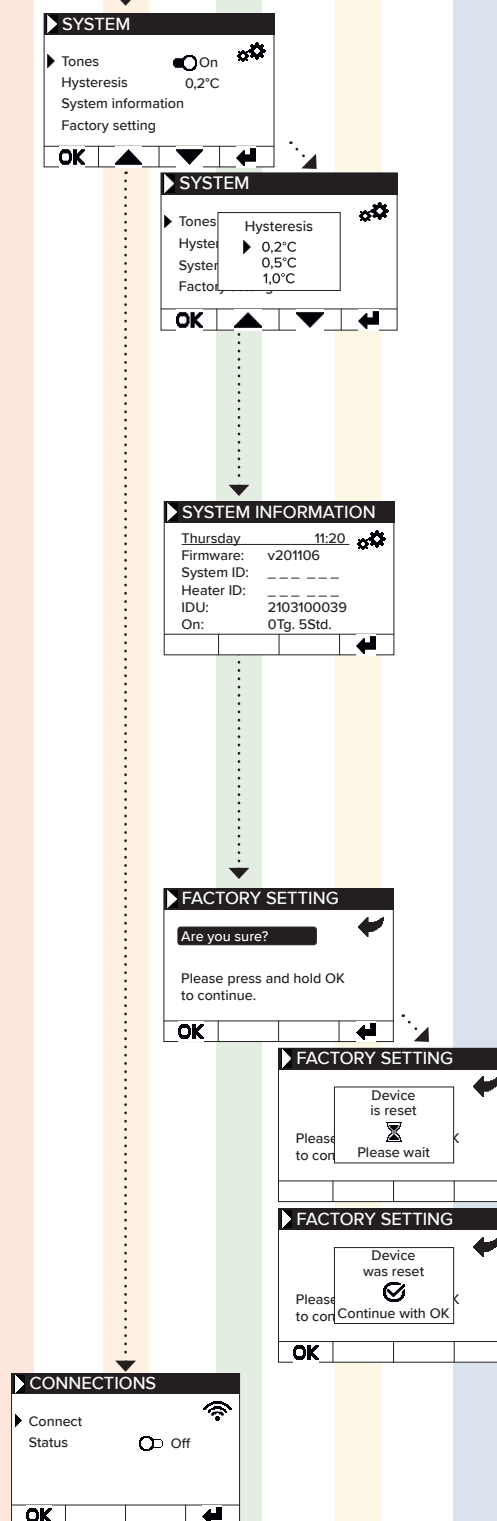 SYSTEM
Tones On
Hysteresis 0,2°C
System information
Factory setting
OK
SYSTEM
Tones
Hyster
System
Factory setting
Hysteresis
0,2°C
0,5°C
1,0°C
OK
SYSTEM INFORMATION
Thursday 11:20
Firmware: v201106
System ID: _ _ _ _ _ _
Heater ID: _ _ _ _ _ _
IDU: 2103100039
On: 0Tg. 5Std.
FACTORY SETTING
Are you sure?
Please press and hold OK
to continue.
OK
FACTORY SETTING
Device
is reset
Please wait
Please K
to con
FACTORY SETTING
Device
was reset
Continue with OK
Please K
to con
OK
CONNECTIONS
Connect
Status Off
OK